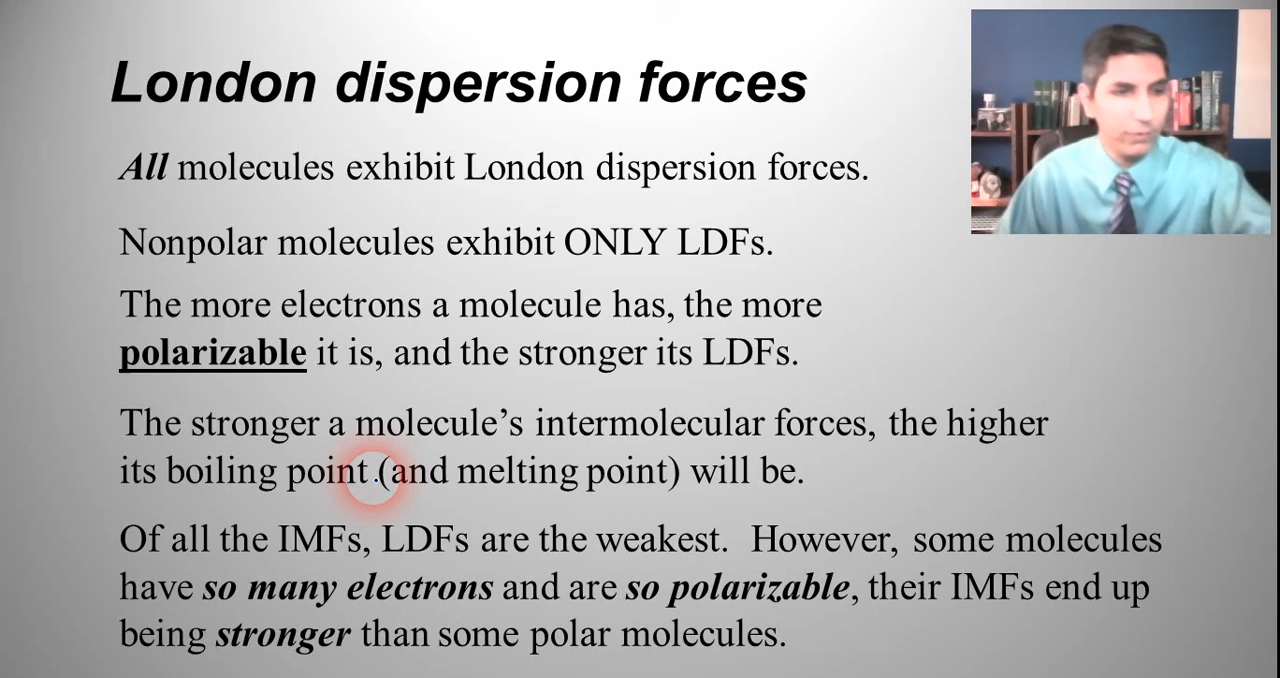 London dispersion forces
All molecules exhibit London dispersion forces.
Nonpolar molecules exhibit ONLY LDFs.
The more electrons a molecule has, the more
polarizable it is, and the stronger its LDFs.
The stronger a molecule’s intermolecular forces, the higher
its boiling point (and melting point) will be.
Of all the IMFs, LDFs are the weakest.  However, some molecules
have so many electrons and are so polarizable, their IMFs end up
being stronger than some polar molecules.